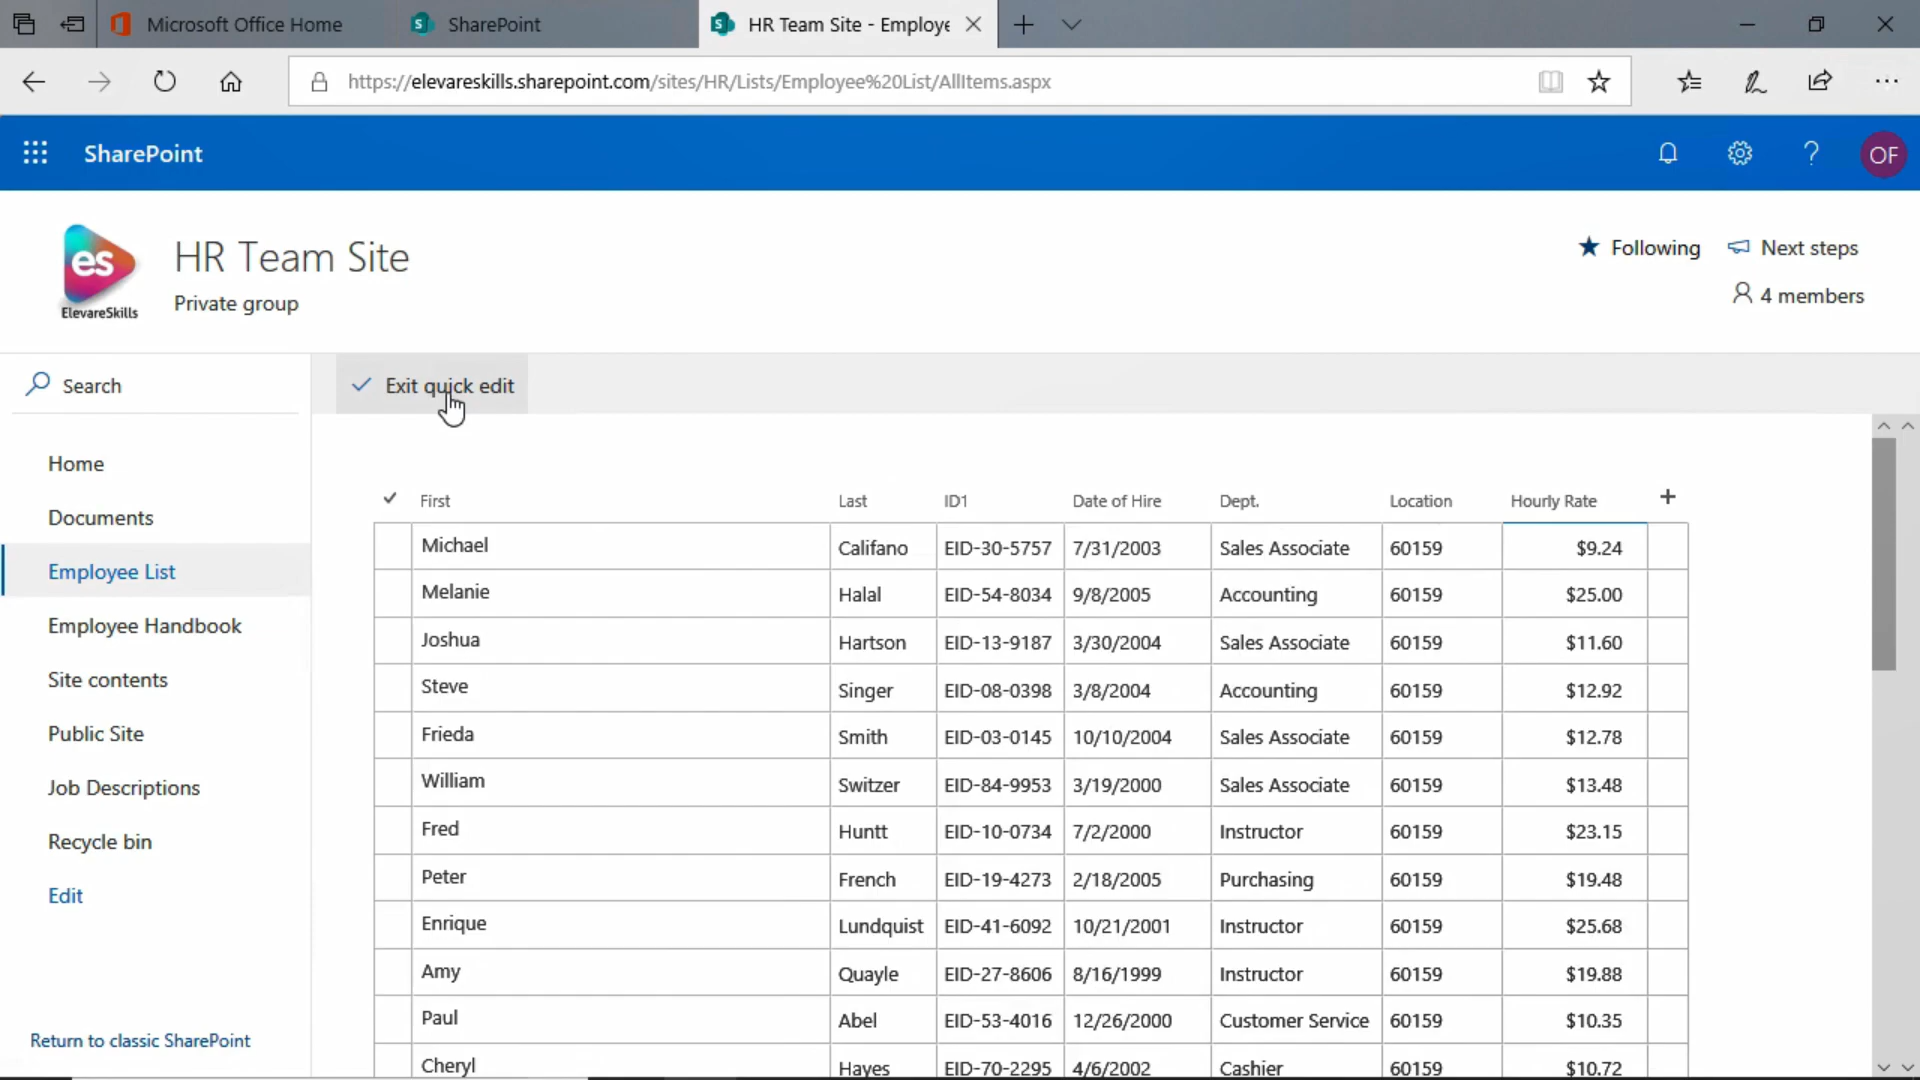 Microsoft Office Home
SharePoint
HR Team Site - Employe
https://elevareskills.sharepoint.com/sites/HR/Lists/Employee%20List/AllItems.aspx
SharePoint
OF
es
ElevareSkills
HR Team Site
Private group
Following
Next steps
4 members
Search
Exit quick edit
Home
Documents
Employee List
Employee Handbook
Site contents
Public Site
Job Descriptions
Recycle bin
Edit
Return to classic SharePoint
First Last ID1 Date of Hire Dept. Location Hourly Rate
Michael Califano EID-30-5757 7/31/2003 Sales Associate 60159 $9.24
Melanie Halal EID-54-8034 9/8/2005 Accounting 60159 $25.00
Joshua Hartson EID-13-9187 3/30/2004 Sales Associate 60159 $11.60
Steve Singer EID-08-0398 3/8/2004 Accounting 60159 $12.92
Frieda Smith EID-03-0145 10/10/2004 Sales Associate 60159 $12.78
William Switzer EID-84-9953 3/19/2000 Sales Associate 60159 $13.48
Fred Huntt EID-10-0734 7/2/2000 Instructor 60159 $23.15
Peter French EID-19-4273 2/18/2005 Purchasing 60159 $19.48
Enrique Lundquist EID-41-6092 10/21/2001 Instructor 60159 $25.68
Amy Quayle EID-27-8606 8/16/1999 Instructor 60159 $19.88
Paul Abel EID-53-4016 12/26/2000 Customer Service 60159 $10.35
Cheryl Hayes EID-70-2295 4/6/2002 Cashier 60159 $10.72